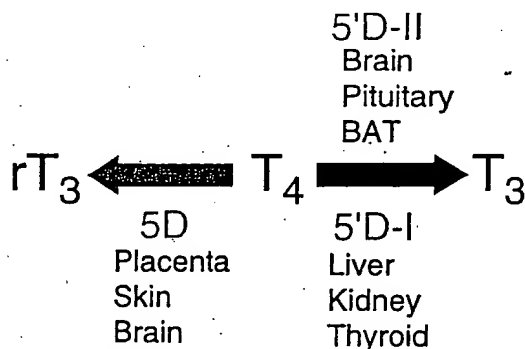 5'D-II
Brain
Pituitary
BAT
rT₃ T₄ T₃
5D
Placenta
Skin
Brain
5'D-I
Liver
Kidney
Thyroid